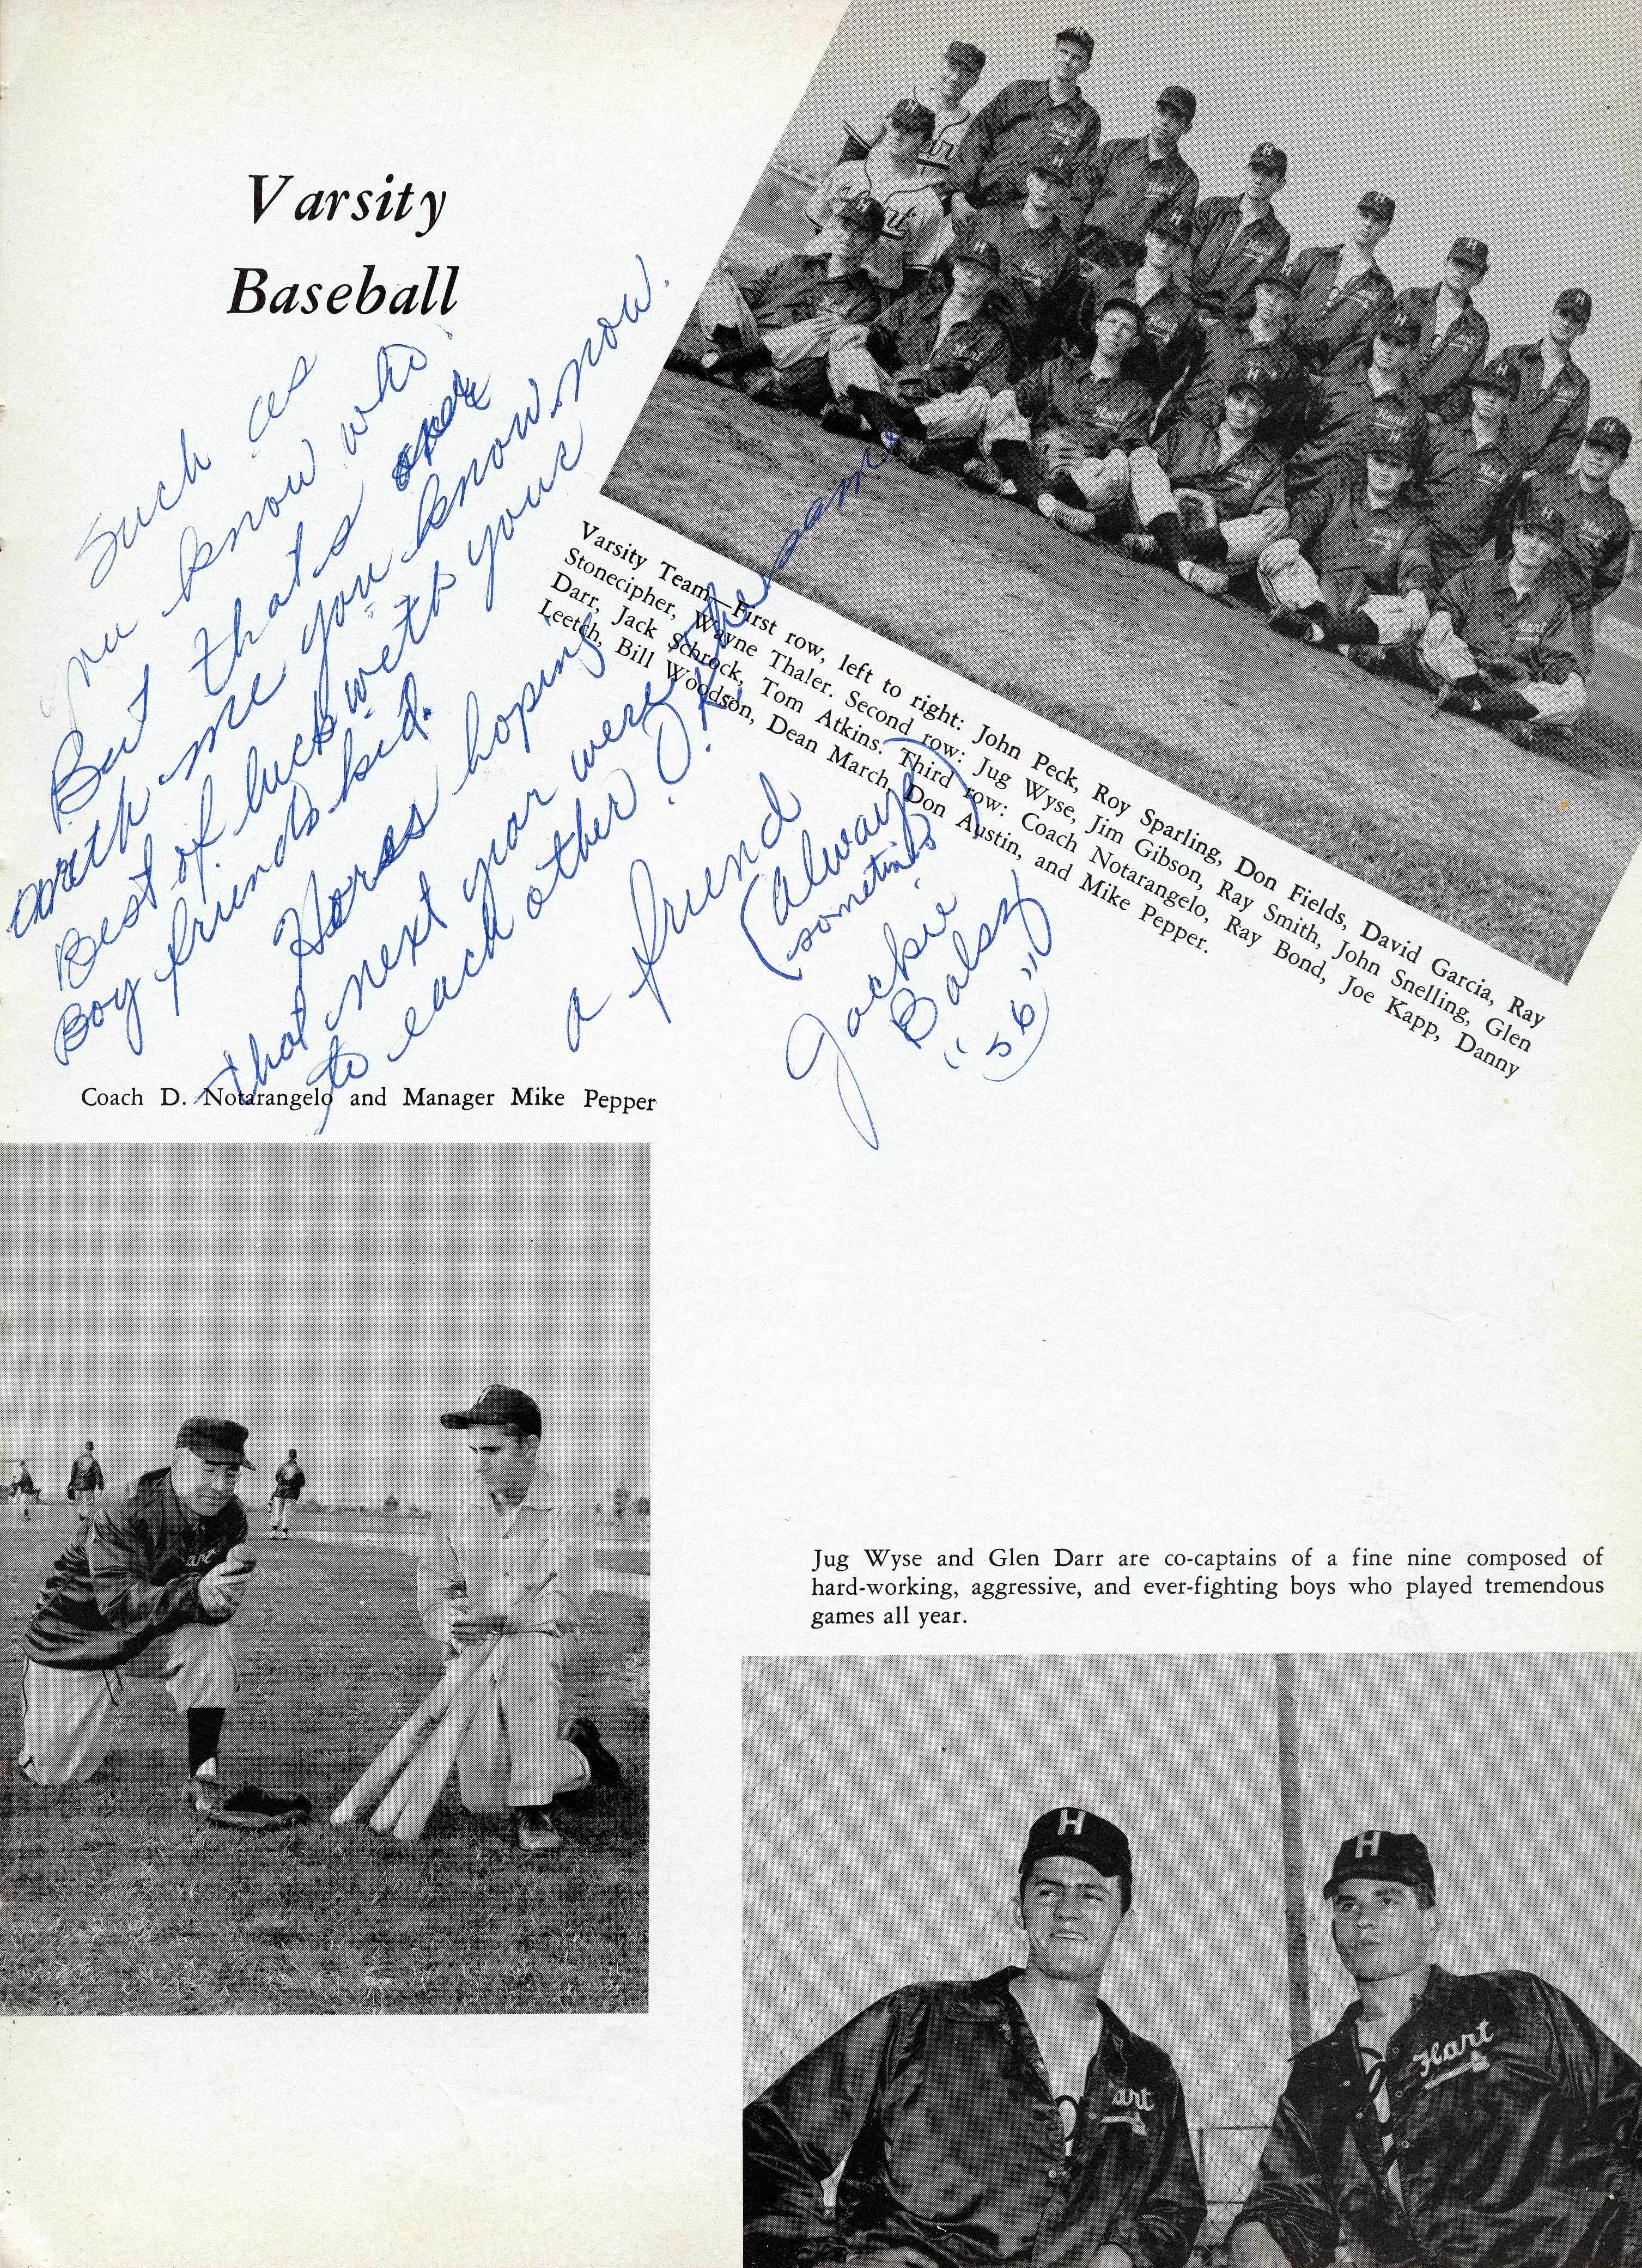 Varsity
Baseball
Such as
you know who!
But that's over
with me you know now.
Best of luck with your
Boy friends kid.
Heres hoping
that next year were the same
to each other O.K.
a friend
(always)
sometimes
Jackie
Balsz
"56"
Varsity Team—First row, left to right: John Peck, Roy Sparling, Don Fields, David Garcia, Ray
Stonecipher, Wayne Thaler. Second row: Jug Wyse, Jim Gibson, Ray Smith, John Snelling, Glen
Darr, Jack Schrock, Tom Atkins. Third row: Coach Notarangelo, Ray Bond, Joe Kapp, Danny
Leetch, Bill Woodson, Dean March, Don Austin, and Mike Pepper.
Coach D. Notarangelo and Manager Mike Pepper
Jug Wyse and Glen Darr are co-captains of a fine nine composed of
hard-working, aggressive, and ever-fighting boys who played tremendous
games all year.
H
H
Hart